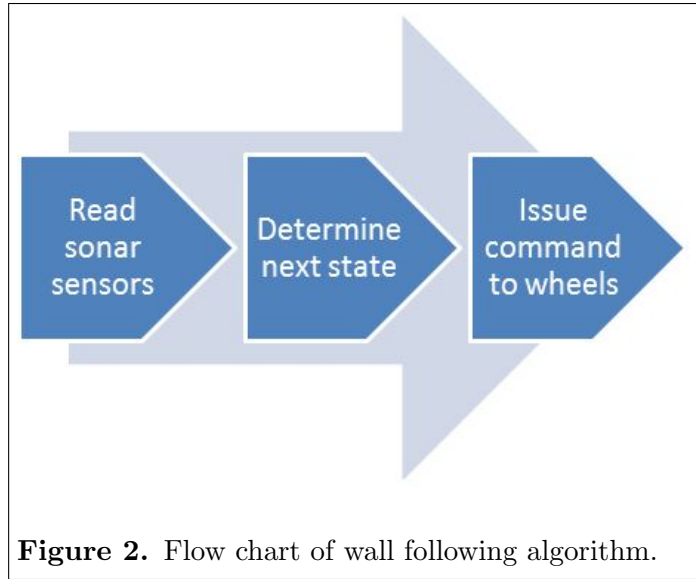 Read
sonar
sensors
Determine
next state
Issue
command
to wheels
Figure 2. Flow chart of wall following algorithm.